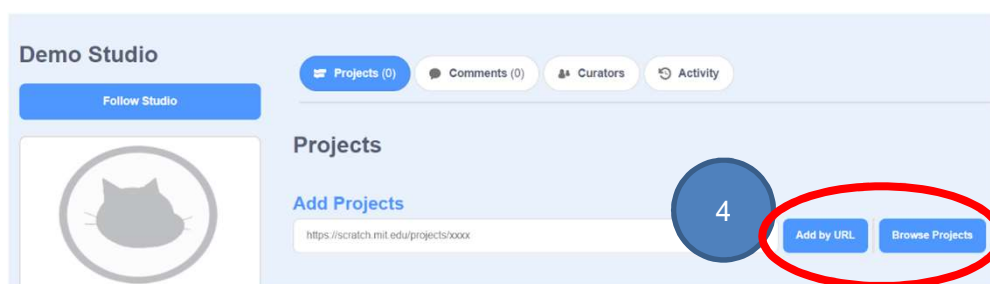 Demo Studio
Follow Studio
Projects (0)
Comments (0)
Curators
Activity
Projects
Add Projects
https://scratch.mit.edu/projects/xxxx
4
Add by URL
Browse Projects